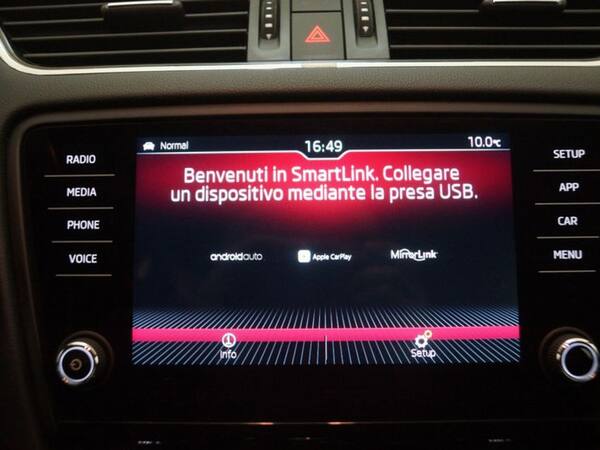 RADIO
MEDIA
PHONE
VOICE
Normal 16:49 10.0°C
Benvenuti in SmartLink. Collegare
un dispositivo mediante la presa USB.
androidauto Apple CarPlay MirrorLink
Info Setup
SETUP
APP
CAR
MENU